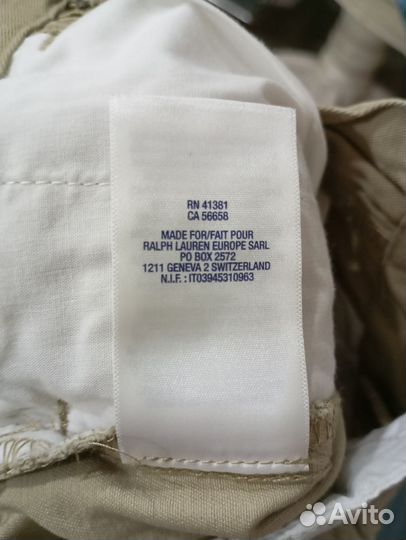 RN 41381
CA 56658
MADE FOR/FAIT POUR
RALPH LAUREN EUROPE SARL
PO BOX 2572
1211 GENEVA 2 SWITZERLAND
N.I.F. : IT03945310963
Avito